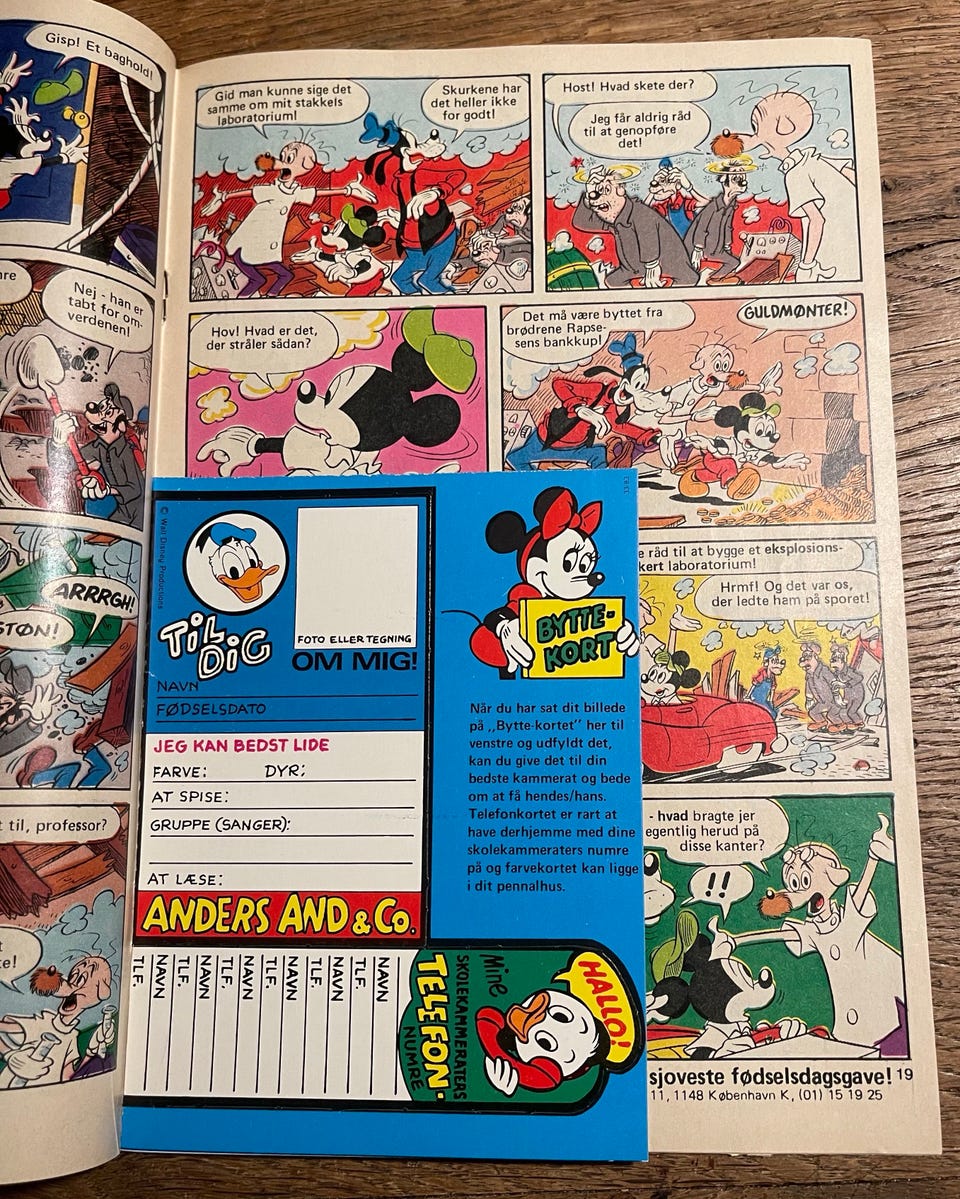 Gisp! Et baghold!
Nej - han er
tabt for om-
verdenen!
ARRRGH!
STØN!
t til, professor?
Gid man kunne sige det
samme om mit stakkels
laboratorium!
Skurkene har
det heller ikke
for godt!
Host! Hvad skete der?
Jeg får aldrig råd
til at genopføre
det!
Hov! Hvad er det,
der stråler sådan?
Det må være byttet fra
brødrene Rapse-
sens bankkup!
GULDMØNTER!
e råd til at bygge et eksplosions-
kert laboratorium!
Hrmf! Og det var os,
der ledte ham på sporet!
- hvad bragte jer
egentlig herud på
disse kanter?
!!
sjoveste fødselsdagsgave! 19
11, 1148 København K, (01) 15 19 25
© Walt Disney Productions
TIL
DIG
FOTO ELLER TEGNING
OM MIG!
NAVN
FØDSELSDATO
JEG KAN BEDST LIDE
FARVE: DYR:
AT SPISE:
GRUPPE (SANGER):
AT LÆSE:
ANDERS AND & Co.
BYTTE-
KORT
Når du har sat dit billede
på „Bytte-kortet" her til
venstre og udfyldt det,
kan du give det til din
bedste kammerat og bede
om at få hendes/hans.
Telefonkortet er rart at
have derhjemme med dine
skolekammeraters numre
på og farvekortet kan ligge
i dit pennalhus.
HALLO!
Mine
SKOLEKAMMERATERS
TELEFON-
NUMRE
NAVN
TLF.
NAVN
TLF.
NAVN
TLF.
NAVN
TLF.
NAVN
TLF.
NAVN
TLF.